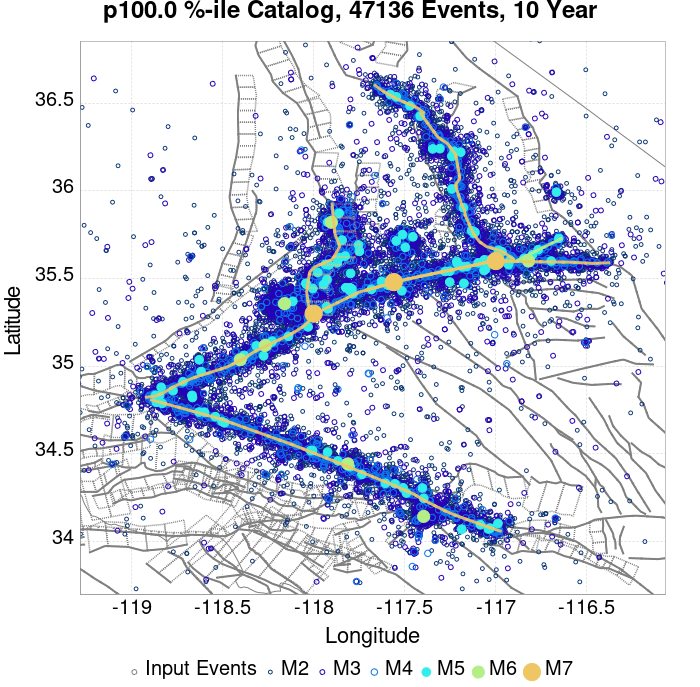 p100.0 %-ile Catalog, 47136 Events, 10 Year
36.5
36
35.5
35
34.5
34
Latitude
-119 -118.5 -118 -117.5 -117 -116.5
Longitude
Input Events M2 M3 M4 M5 M6 M7